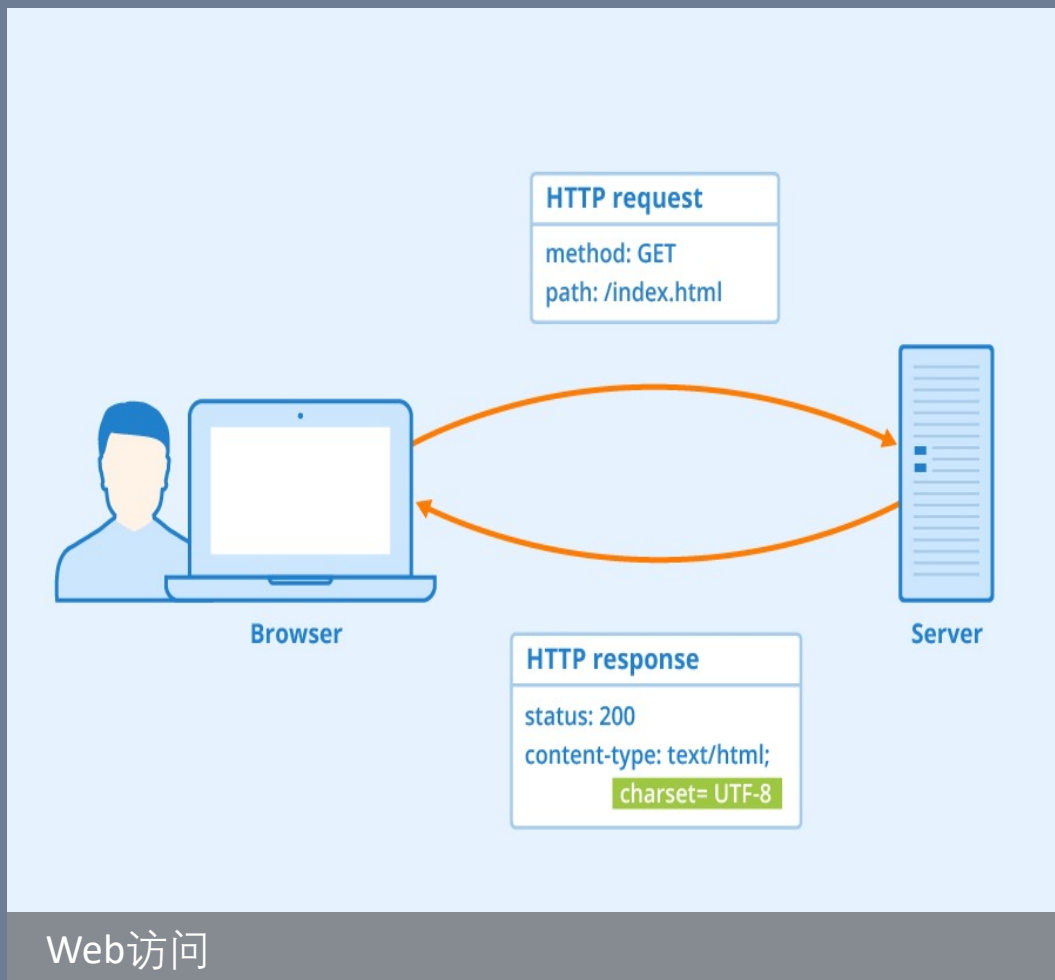 HTTP request
method: GET
path: /index.html
Browser
Server
HTTP response
status: 200
content-type: text/html;
charset= UTF-8
Web访问